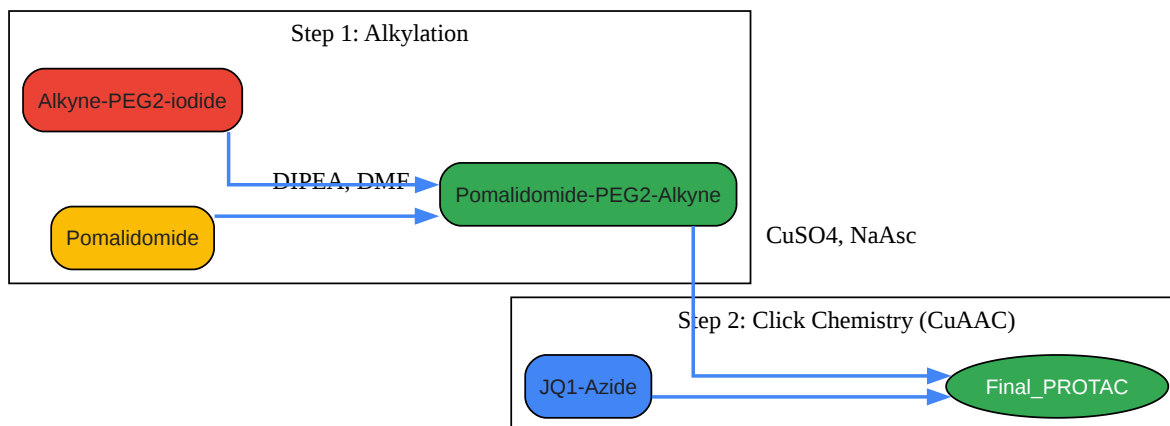 Step 1: Alkylation
Alkyne-PEG2-iodide
DIPEA, DMF
Pomalidomide-PEG2-Alkyne
Pomalidomide
CuSO4, NaAsc
Step 2: Click Chemistry (CuAAC)
JQ1-Azide
Final_PROTAC